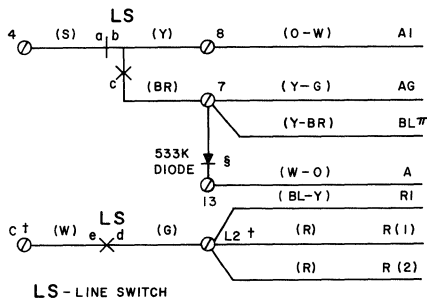 LS
4 (S) a b (Y) 8 (O-W) A1
c (BR) 7 (Y-G) AG
(Y-BR) BLπ
533K DIODE §
13 (W-O) A
(BL-Y) R1
LS
C† (W) e d (G) L2† (R) R(1)
(R) R(2)
LS-LINE SWITCH